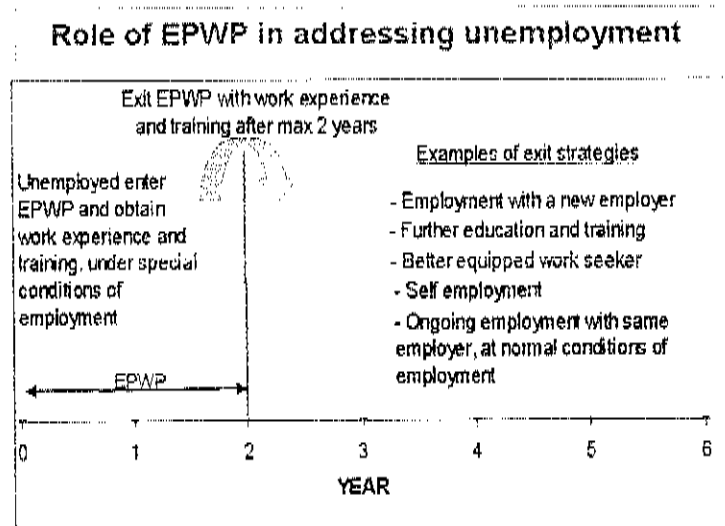 Role of EPWP in addressing unemployment
Exit EPWP with work experience
and training after max 2 years
Unemployed enter
EPWP and obtain
work experience and
training, under special
conditions of
employment
Examples of exit strategies
- Employment with a new employer
- Further education and training
- Better equipped work seeker
- Self employment
- Ongoing employment with same
employer, at normal conditions of
employment
EPWP
0 1 2 3 4 5 6
YEAR